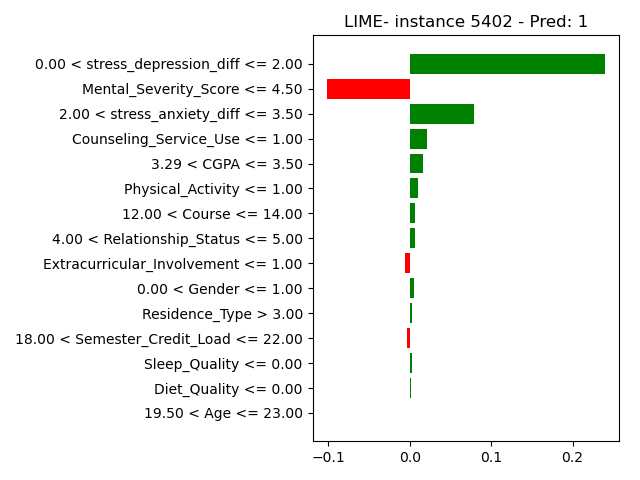 LIME- instance 5402 - Pred: 1
0.00 < stress_depression_diff <= 2.00
Mental_Severity_Score <= 4.50
2.00 < stress_anxiety_diff <= 3.50
Counseling_Service_Use <= 1.00
3.29 < CGPA <= 3.50
Physical_Activity <= 1.00
12.00 < Course <= 14.00
4.00 < Relationship_Status <= 5.00
Extracurricular_Involvement <= 1.00
0.00 < Gender <= 1.00
Residence_Type > 3.00
18.00 < Semester_Credit_Load <= 22.00
Sleep_Quality <= 0.00
Diet_Quality <= 0.00
19.50 < Age <= 23.00
−0.1 0.0 0.1 0.2